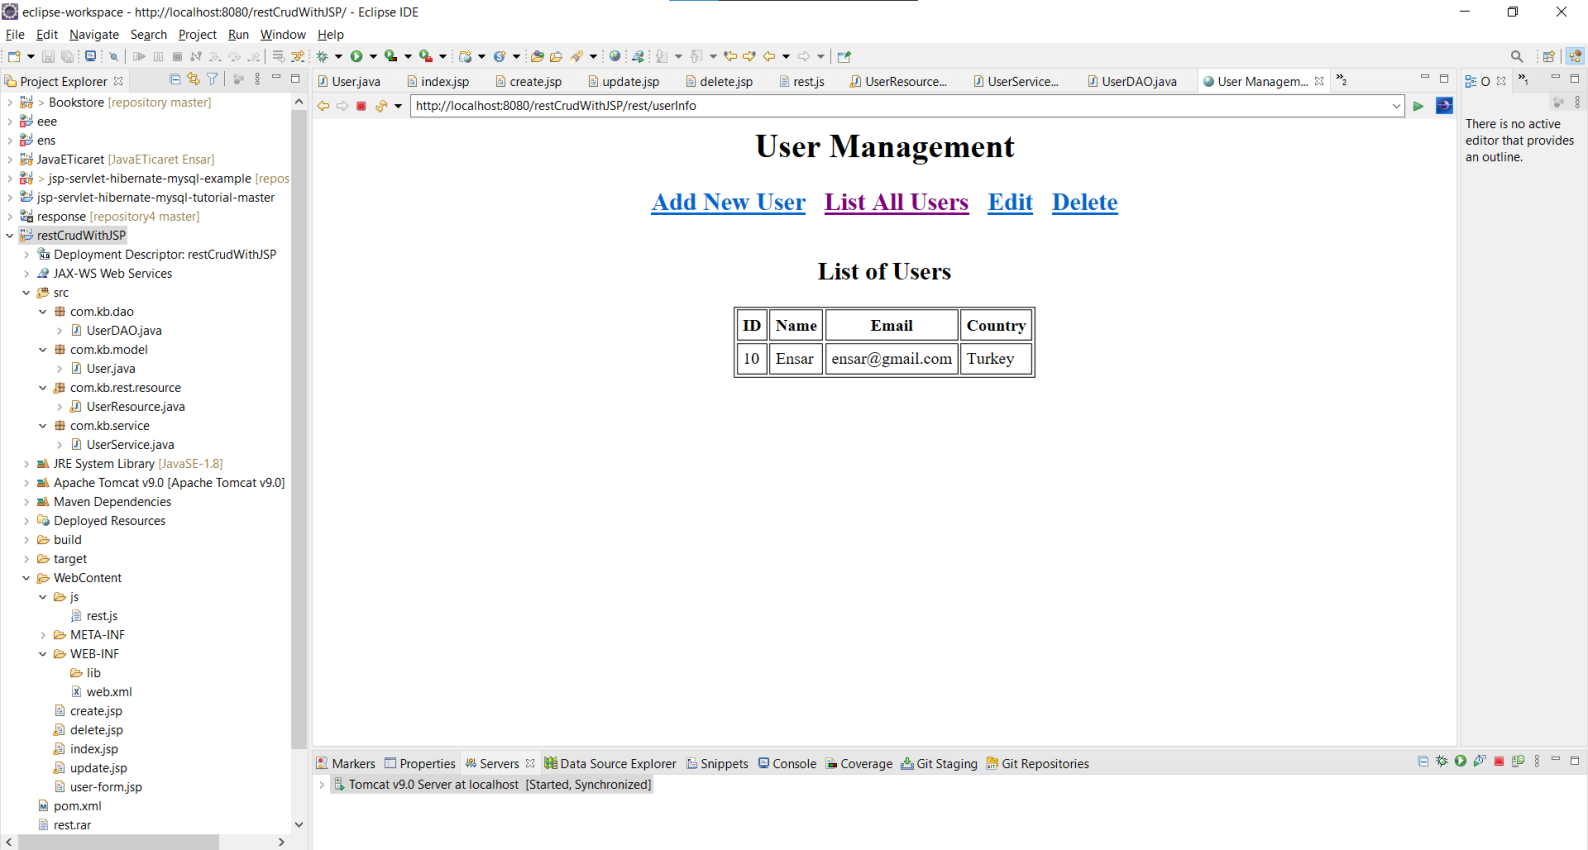 eclipse-workspace - http://localhost:8080/restCrudWithJSP/ - Eclipse IDE
File Edit Navigate Search Project Run Window Help
Project Explorer
> Bookstore [repository master]
eee
ens
JavaETicaret [JavaETicaret Ensar]
> jsp-servlet-hibernate-mysql-example [repos
jsp-servlet-hibernate-mysql-tutorial-master
response [repository4 master]
restCrudWithJSP
Deployment Descriptor: restCrudWithJSP
JAX-WS Web Services
src
com.kb.dao
UserDAO.java
com.kb.model
User.java
com.kb.rest.resource
UserResource.java
com.kb.service
UserService.java
JRE System Library [JavaSE-1.8]
Apache Tomcat v9.0 [Apache Tomcat v9.0]
Maven Dependencies
Deployed Resources
build
target
WebContent
js
rest.js
META-INF
WEB-INF
lib
web.xml
create.jsp
delete.jsp
index.jsp
update.jsp
user-form.jsp
pom.xml
rest.rar
User.java index.jsp create.jsp update.jsp delete.jsp rest.js UserResource... UserService... UserDAO.java User Managem... »2
http://localhost:8080/restCrudWithJSP/rest/userInfo
User Management
Add New User List All Users Edit Delete
List of Users
ID Name Email Country
10 Ensar ensar@gmail.com Turkey
O »1
There is no active
editor that provides
an outline.
Markers Properties Servers Data Source Explorer Snippets Console Coverage Git Staging Git Repositories
Tomcat v9.0 Server at localhost [Started, Synchronized]